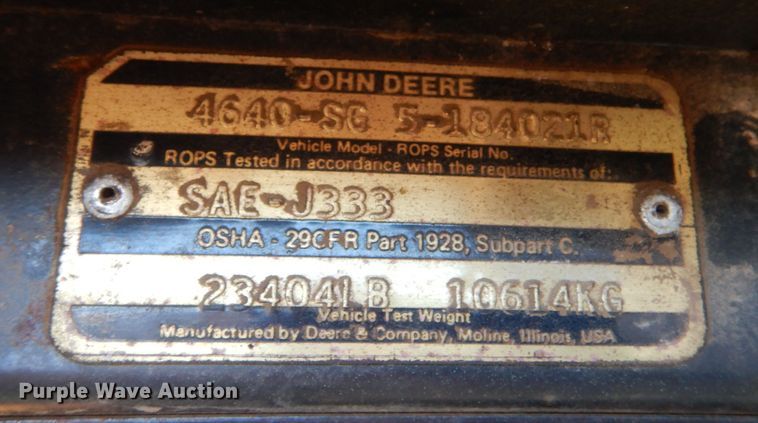 JOHN DEERE
4640-SG 5-184021R
Vehicle Model - ROPS Serial No.
ROPS Tested in accordance with the requirements of:
SAE-J333
OSHA - 29CFR Part 1928, Subpart C.
23404LB 10614KG
Vehicle Test Weight
Manufactured by Deere & Company, Moline, Illinois, USA
Purple Wave Auction